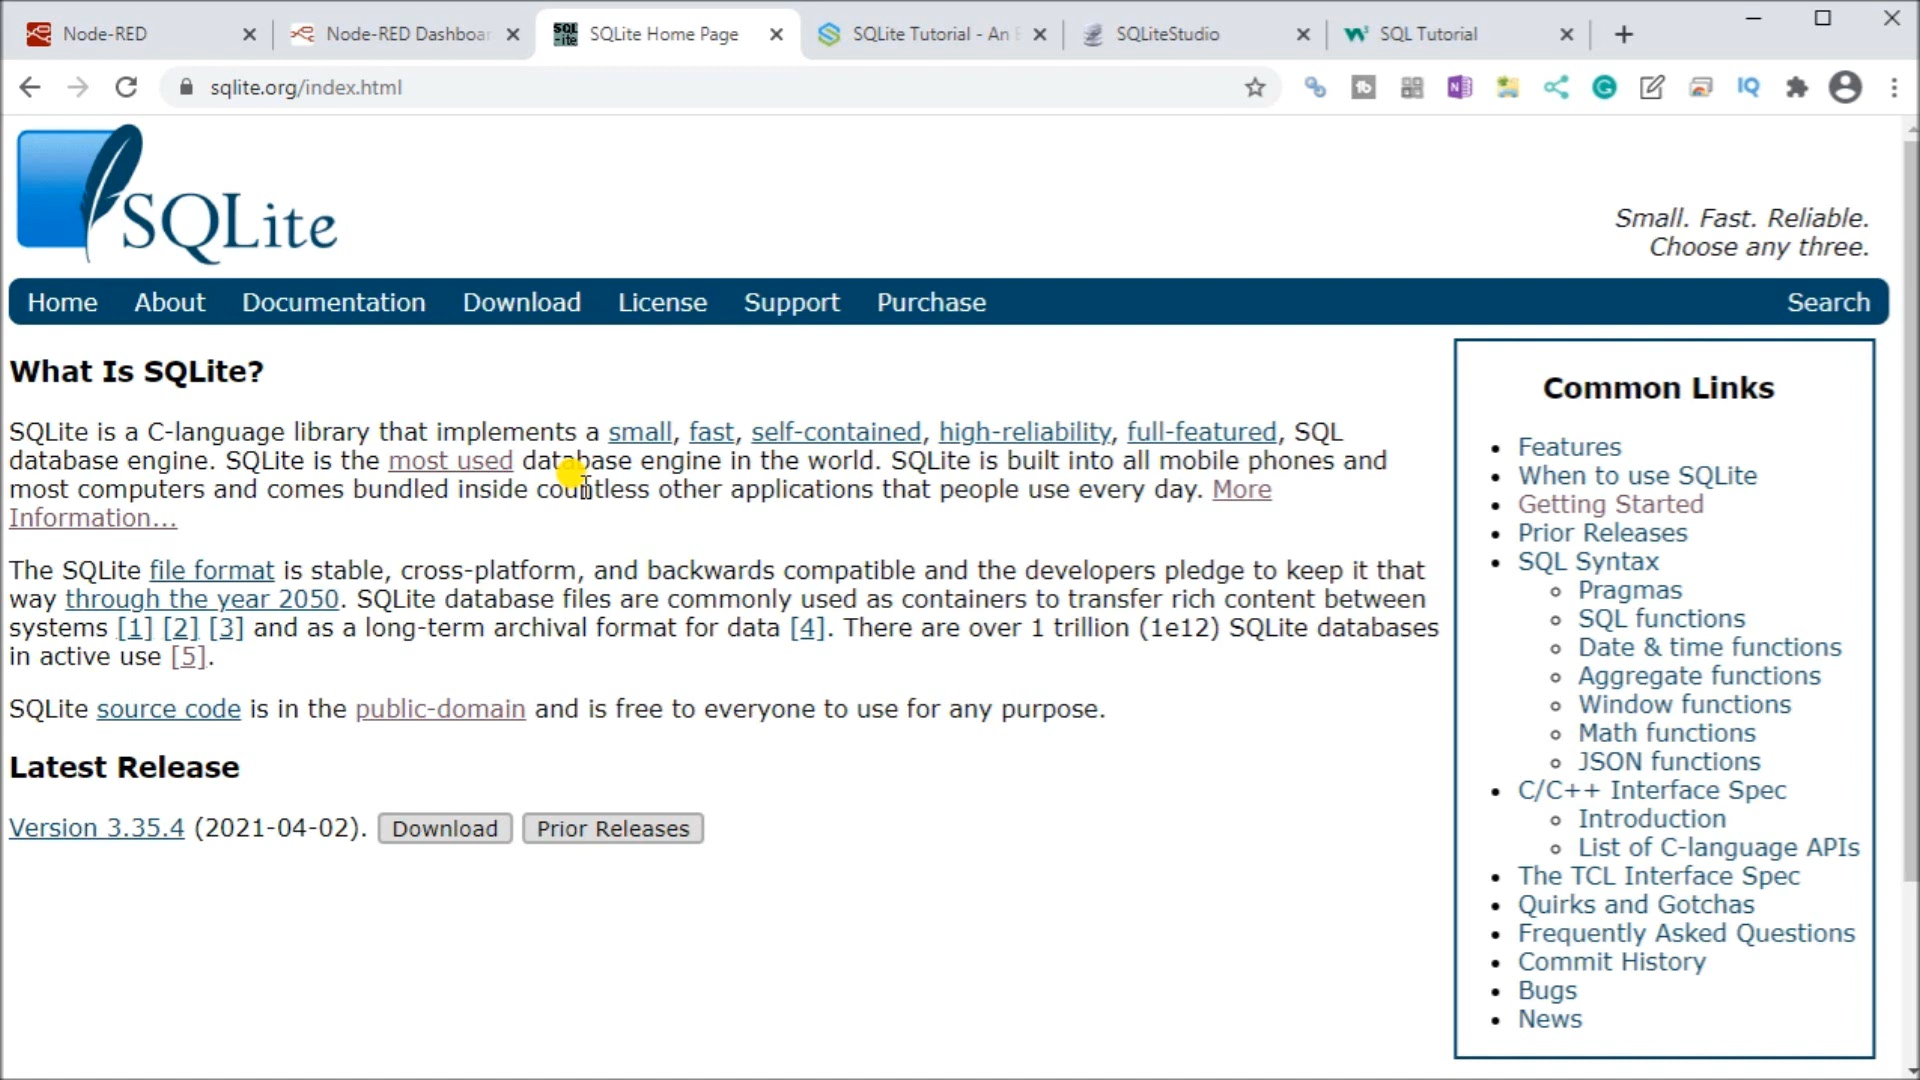 Node-RED
Node-RED Dashboar
SQLite Home Page
SQLite Tutorial - An E
SQLiteStudio
SQL Tutorial
sqlite.org/index.html
SQLite
Small. Fast. Reliable.
Choose any three.
Home About Documentation Download License Support Purchase Search
What Is SQLite?
SQLite is a C-language library that implements a small, fast, self-contained, high-reliability, full-featured, SQL
database engine. SQLite is the most used database engine in the world. SQLite is built into all mobile phones and
most computers and comes bundled inside countless other applications that people use every day. More
Information...
The SQLite file format is stable, cross-platform, and backwards compatible and the developers pledge to keep it that
way through the year 2050. SQLite database files are commonly used as containers to transfer rich content between
systems [1] [2] [3] and as a long-term archival format for data [4]. There are over 1 trillion (1e12) SQLite databases
in active use [5].
SQLite source code is in the public-domain and is free to everyone to use for any purpose.
Latest Release
Version 3.35.4 (2021-04-02). Download Prior Releases
Common Links
Features
When to use SQLite
Getting Started
Prior Releases
SQL Syntax
Pragmas
SQL functions
Date & time functions
Aggregate functions
Window functions
Math functions
JSON functions
C/C++ Interface Spec
Introduction
List of C-language APIs
The TCL Interface Spec
Quirks and Gotchas
Frequently Asked Questions
Commit History
Bugs
News